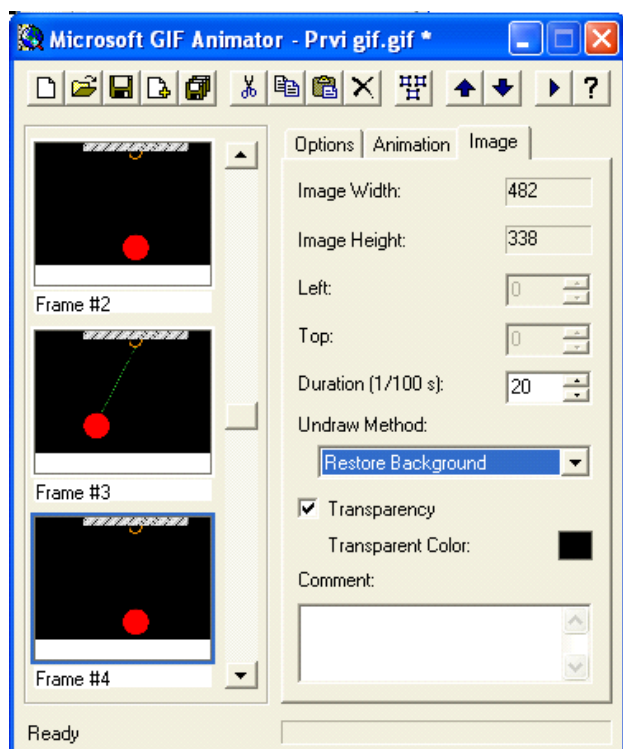 Microsoft GIF Animator - Prvi gif.gif *
?
Options Animation Image
Image Width: 482
Image Height: 338
Left: 0
Top: 0
Duration (1/100 s): 20
Undraw Method:
Restore Background
Transparency
Transparent Color:
Comment:
Frame #2
Frame #3
Frame #4
Ready